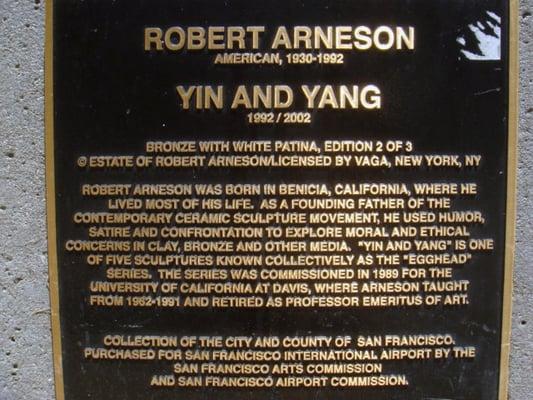 ROBERT ARNESON
AMERICAN, 1930-1992
YIN AND YANG
1992 / 2002
BRONZE WITH WHITE PATINA, EDITION 2 OF 3
© ESTATE OF ROBERT ARNESON/LICENSED BY VAGA, NEW YORK, NY
ROBERT ARNESON WAS BORN IN BENICIA, CALIFORNIA, WHERE HE
LIVED MOST OF HIS LIFE. AS A FOUNDING FATHER OF THE
CONTEMPORARY CERAMIC SCULPTURE MOVEMENT, HE USED HUMOR,
SATIRE AND CONFRONTATION TO EXPLORE MORAL AND ETHICAL
CONCERNS IN CLAY, BRONZE AND OTHER MEDIA. "YIN AND YANG" IS ONE
OF FIVE SCULPTURES KNOWN COLLECTIVELY AS THE "EGGHEAD"
SERIES. THE SERIES WAS COMMISSIONED IN 1989 FOR THE
UNIVERSITY OF CALIFORNIA AT DAVIS, WHERE ARNESON TAUGHT
FROM 1962-1991 AND RETIRED AS PROFESSOR EMERITUS OF ART.
COLLECTION OF THE CITY AND COUNTY OF SAN FRANCISCO.
PURCHASED FOR SAN FRANCISCO INTERNATIONAL AIRPORT BY THE
SAN FRANCISCO ARTS COMMISSION
AND SAN FRANCISCO AIRPORT COMMISSION.